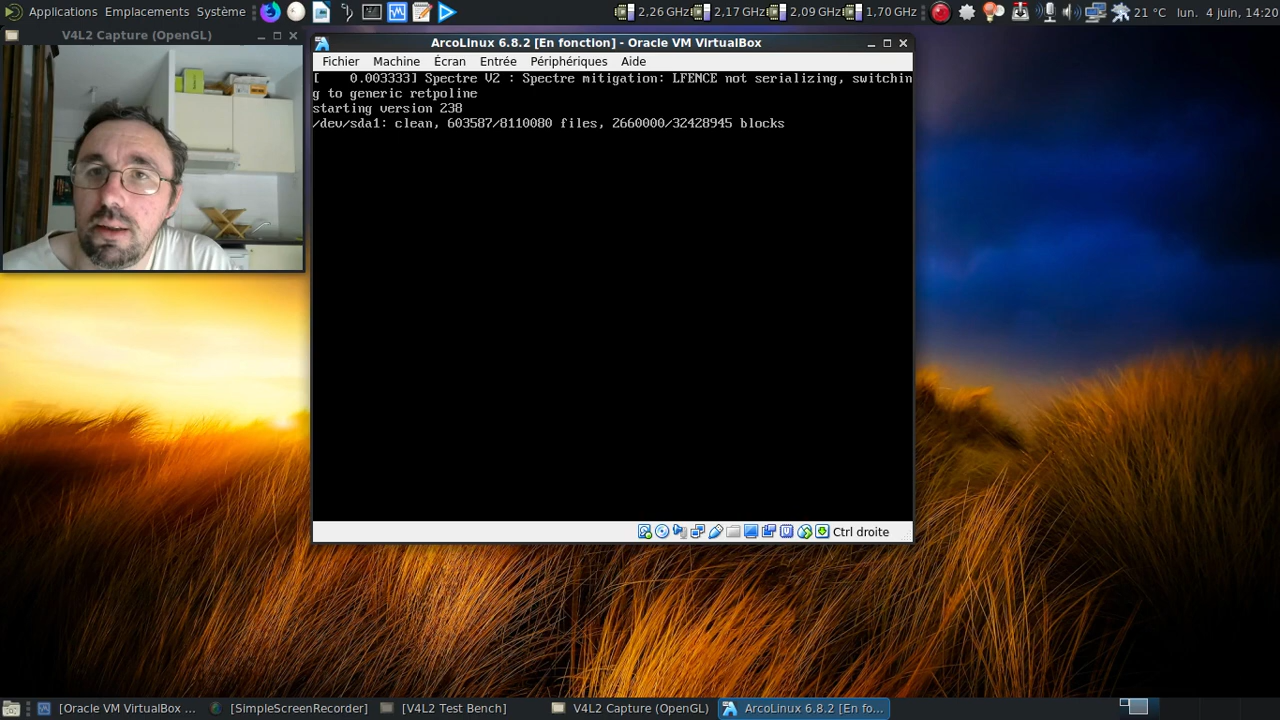 Applications Emplacements Système
2,26 GHz 2,17 GHz 2,09 GHz 1,70 GHz 21 °C lun. 4 juin, 14:20
V4L2 Capture (OpenGL)
ArcoLinux 6.8.2 [En fonction] - Oracle VM VirtualBox
Fichier Machine Écran Entrée Périphériques Aide
[    0.003333] Spectre V2 : Spectre mitigation: LFENCE not serializing, switchin
g to generic retpoline
starting version 238
/dev/sda1: clean, 603587/8110080 files, 2660000/32428945 blocks
Ctrl droite
[Oracle VM VirtualBox ... [SimpleScreenRecorder] [V4L2 Test Bench] V4L2 Capture (OpenGL) ArcoLinux 6.8.2 [En fo...